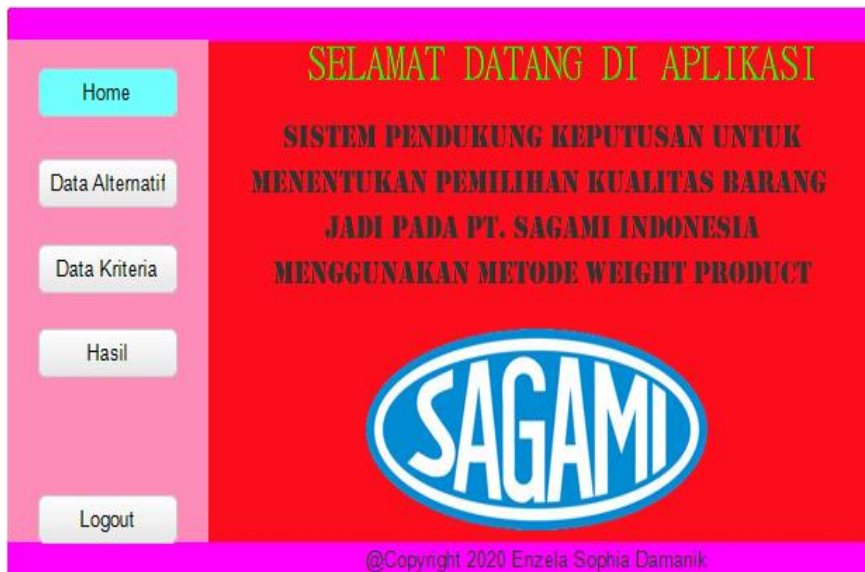 SELAMAT DATANG DI APLIKASI
Home
SISTEM PENDUKUNG KEPUTUSAN UNTUK
Data Alternatif
MENENTUKAN PEMILIHAN KUALITAS BARANG
JADI PADA PT. SAGAMI INDONESIA
Data Kriteria
MENGGUNAKAN METODE WEIGHT PRODUCT
Hasil
SAGAMI
Logout
@Copyright 2020 Enzela Sophia Damanik